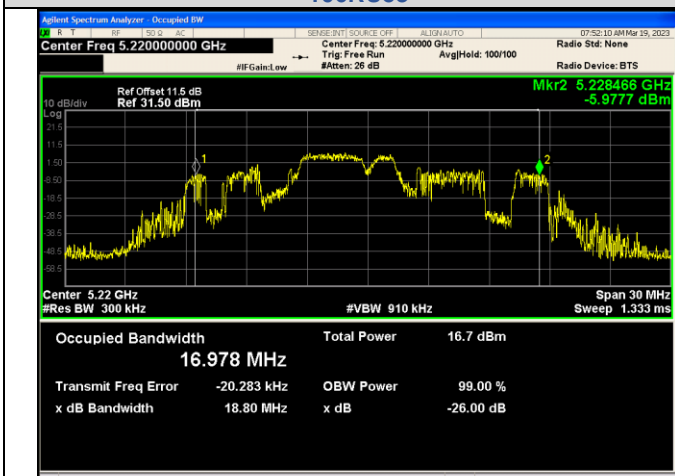 Agilent Spectrum Analyzer - Occupied BW
R T RF 50 Ω AC SENSE:INT SOURCE OFF ALIGN AUTO 07:52:10 AM Mar 19, 2023
Center Freq 5.220000000 GHz Center Freq: 5.220000000 GHz Radio Std: None
Trig: Free Run Avg|Hold: 100/100
#IFGain:Low #Atten: 26 dB Radio Device: BTS
Mkr2 5.228466 GHz
Ref Offset 11.5 dB
10 dB/div Ref 31.50 dBm -5.9777 dBm
Log
21.5
11.5
1.50
-8.50
-18.5
-28.5
-38.5
-48.5
-58.5
1
2
Center 5.22 GHz Span 30 MHz
#Res BW 300 kHz #VBW 910 kHz Sweep 1.333 ms
Occupied Bandwidth Total Power 16.7 dBm
16.978 MHz
Transmit Freq Error -20.283 kHz OBW Power 99.00 %
x dB Bandwidth 18.80 MHz x dB -26.00 dB